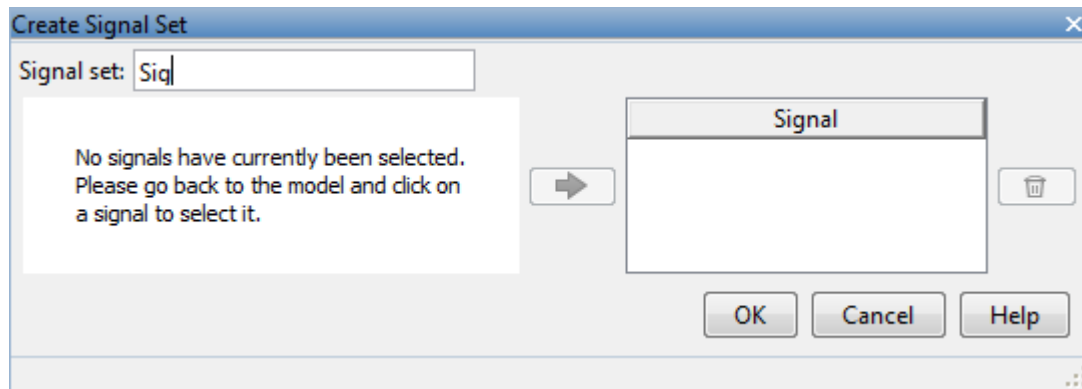 Create Signal Set
Signal set: Sig
No signals have currently been selected.
Please go back to the model and click on
a signal to select it.
Signal
OK Cancel Help